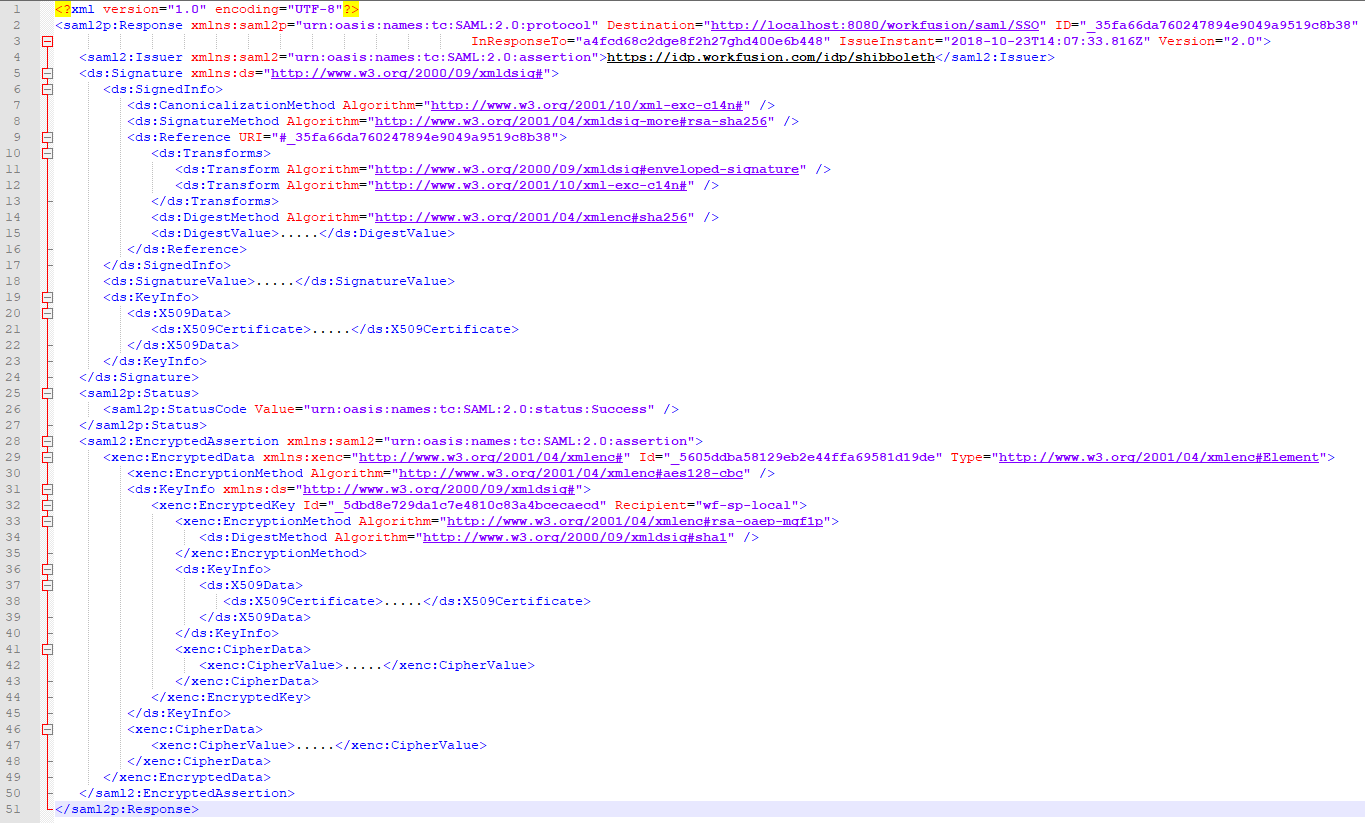 1 <?xml version="1.0" encoding="UTF-8"?>
2 <saml2p:Response xmlns:saml2p="urn:oasis:names:tc:SAML:2.0:protocol" Destination="http://localhost:8080/workfusion/saml/SSO" ID="_35fa66da760247894e9049a9519c8b38"
3 InResponseTo="a4fcd68c2dge8f2h27ghd400e6b448" IssueInstant="2018-10-23T14:07:33.816Z" Version="2.0">
4 <saml2:Issuer xmlns:saml2="urn:oasis:names:tc:SAML:2.0:assertion">https://idp.workfusion.com/idp/shibboleth</saml2:Issuer>
5 <ds:Signature xmlns:ds="http://www.w3.org/2000/09/xmldsig#">
6 <ds:SignedInfo>
7 <ds:CanonicalizationMethod Algorithm="http://www.w3.org/2001/10/xml-exc-c14n#" />
8 <ds:SignatureMethod Algorithm="http://www.w3.org/2001/04/xmldsig-more#rsa-sha256" />
9 <ds:Reference URI="#_35fa66da760247894e9049a9519c8b38">
10 <ds:Transforms>
11 <ds:Transform Algorithm="http://www.w3.org/2000/09/xmldsig#enveloped-signature" />
12 <ds:Transform Algorithm="http://www.w3.org/2001/10/xml-exc-c14n#" />
13 </ds:Transforms>
14 <ds:DigestMethod Algorithm="http://www.w3.org/2001/04/xmlenc#sha256" />
15 <ds:DigestValue>.....</ds:DigestValue>
16 </ds:Reference>
17 </ds:SignedInfo>
18 <ds:SignatureValue>.....</ds:SignatureValue>
19 <ds:KeyInfo>
20 <ds:X509Data>
21 <ds:X509Certificate>.....</ds:X509Certificate>
22 </ds:X509Data>
23 </ds:KeyInfo>
24 </ds:Signature>
25 <saml2p:Status>
26 <saml2p:StatusCode Value="urn:oasis:names:tc:SAML:2.0:status:Success" />
27 </saml2p:Status>
28 <saml2:EncryptedAssertion xmlns:saml2="urn:oasis:names:tc:SAML:2.0:assertion">
29 <xenc:EncryptedData xmlns:xenc="http://www.w3.org/2001/04/xmlenc#" Id="_5605ddba58129eb2e44ffa69581d19de" Type="http://www.w3.org/2001/04/xmlenc#Element">
30 <xenc:EncryptionMethod Algorithm="http://www.w3.org/2001/04/xmlenc#aes128-cbc" />
31 <ds:KeyInfo xmlns:ds="http://www.w3.org/2000/09/xmldsig#">
32 <xenc:EncryptedKey Id="_5dbd8e729da1c7e4810c83a4bcecaecd" Recipient="wf-sp-local">
33 <xenc:EncryptionMethod Algorithm="http://www.w3.org/2001/04/xmlenc#rsa-oaep-mgf1p">
34 <ds:DigestMethod Algorithm="http://www.w3.org/2000/09/xmldsig#sha1" />
35 </xenc:EncryptionMethod>
36 <ds:KeyInfo>
37 <ds:X509Data>
38 <ds:X509Certificate>.....</ds:X509Certificate>
39 </ds:X509Data>
40 </ds:KeyInfo>
41 <xenc:CipherData>
42 <xenc:CipherValue>.....</xenc:CipherValue>
43 </xenc:CipherData>
44 </xenc:EncryptedKey>
45 </ds:KeyInfo>
46 <xenc:CipherData>
47 <xenc:CipherValue>.....</xenc:CipherValue>
48 </xenc:CipherData>
49 </xenc:EncryptedData>
50 </saml2:EncryptedAssertion>
51 </saml2p:Response>